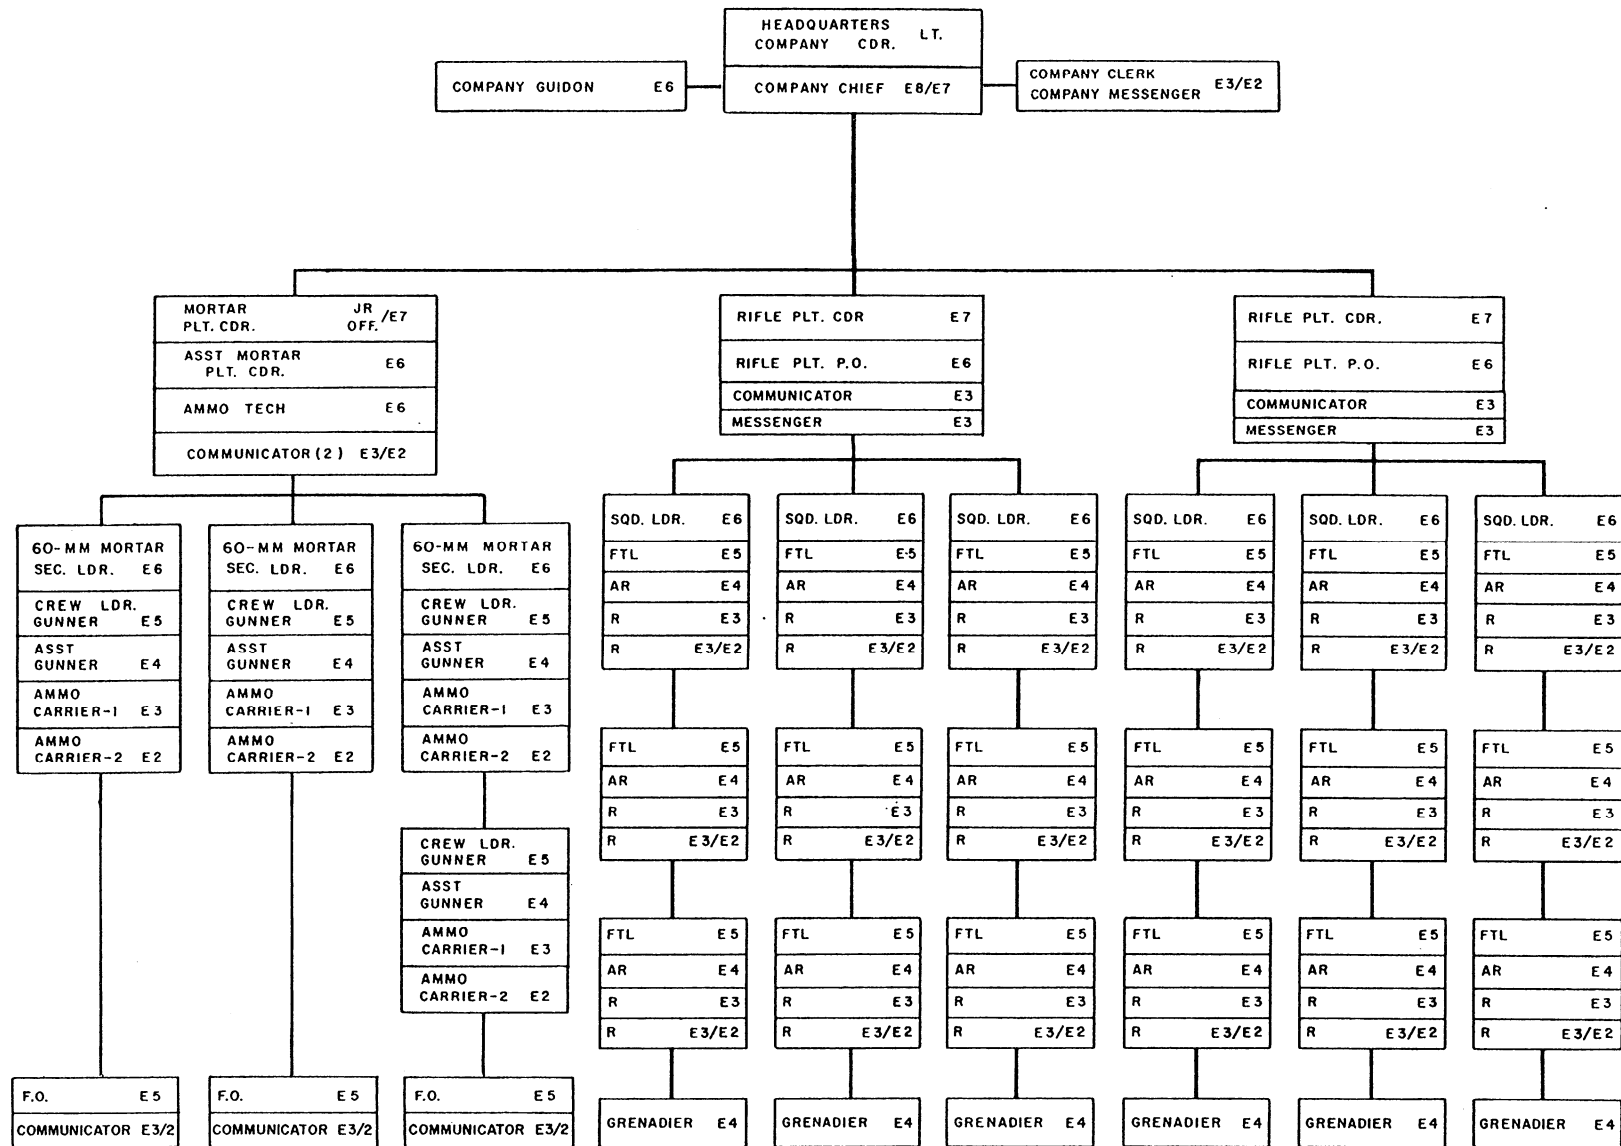 HEADQUARTERS
COMPANY CDR. LT.
COMPANY CHIEF E8/E7
COMPANY GUIDON E6
COMPANY CLERK
COMPANY MESSENGER E3/E2
MORTAR
PLT. CDR.
JR
OFF. /E7
ASST MORTAR
PLT. CDR. E6
AMMO TECH E6
COMMUNICATOR (2) E3/E2
RIFLE PLT. CDR E7
RIFLE PLT. P.O. E6
COMMUNICATOR E3
MESSENGER E3
RIFLE PLT. CDR. E7
RIFLE PLT. P.O. E6
COMMUNICATOR E3
MESSENGER E3
60-MM MORTAR
SEC. LDR. E6
CREW LDR.
GUNNER E5
ASST
GUNNER E4
AMMO
CARRIER-1 E3
AMMO
CARRIER-2 E2
F.O. E5
COMMUNICATOR E3/2
60-MM MORTAR
SEC. LDR. E6
CREW LDR.
GUNNER E5
ASST
GUNNER E4
AMMO
CARRIER-1 E3
AMMO
CARRIER-2 E2
F.O. E5
COMMUNICATOR E3/2
60-MM MORTAR
SEC. LDR. E6
CREW LDR.
GUNNER E5
ASST
GUNNER E4
AMMO
CARRIER-1 E3
AMMO
CARRIER-2 E2
CREW LDR.
GUNNER E5
ASST
GUNNER E4
AMMO
CARRIER-1 E3
AMMO
CARRIER-2 E2
F.O. E5
COMMUNICATOR E3/2
SQD. LDR. E6
FTL E5
AR E4
R E3
R E3/E2
FTL E5
AR E4
R E3
R E3/E2
FTL E5
AR E4
R E3
R E3/E2
GRENADIER E4
SQD. LDR. E6
FTL E-5
AR E4
R E3
R E3/E2
FTL E5
AR E4
R E3
R E3/E2
FTL E5
AR E4
R E3
R E3/E2
GRENADIER E4
SQD. LDR. E6
FTL E5
AR E4
R E3
R E3/E2
FTL E5
AR E4
R E3
R E3/E2
FTL E5
AR E4
R E3
R E3/E2
GRENADIER E4
SQD. LDR. E6
FTL E5
AR E4
R E3
R E3/E2
FTL E5
AR E4
R E3
R E3/E2
FTL E5
AR E4
R E3
R E3/E2
GRENADIER E4
SQD. LDR. E6
FTL E5
AR E4
R E3
R E3/E2
FTL E5
AR E4
R E3
R E3/E2
FTL E5
AR E4
R E3
R E3/E2
GRENADIER E4
SQD. LDR. E6
FTL E5
AR E4
R E3
R E3/E2
FTL E5
AR E4
R E3
R E3/E2
FTL E5
AR E4
R E3
R E3/E2
GRENADIER E4